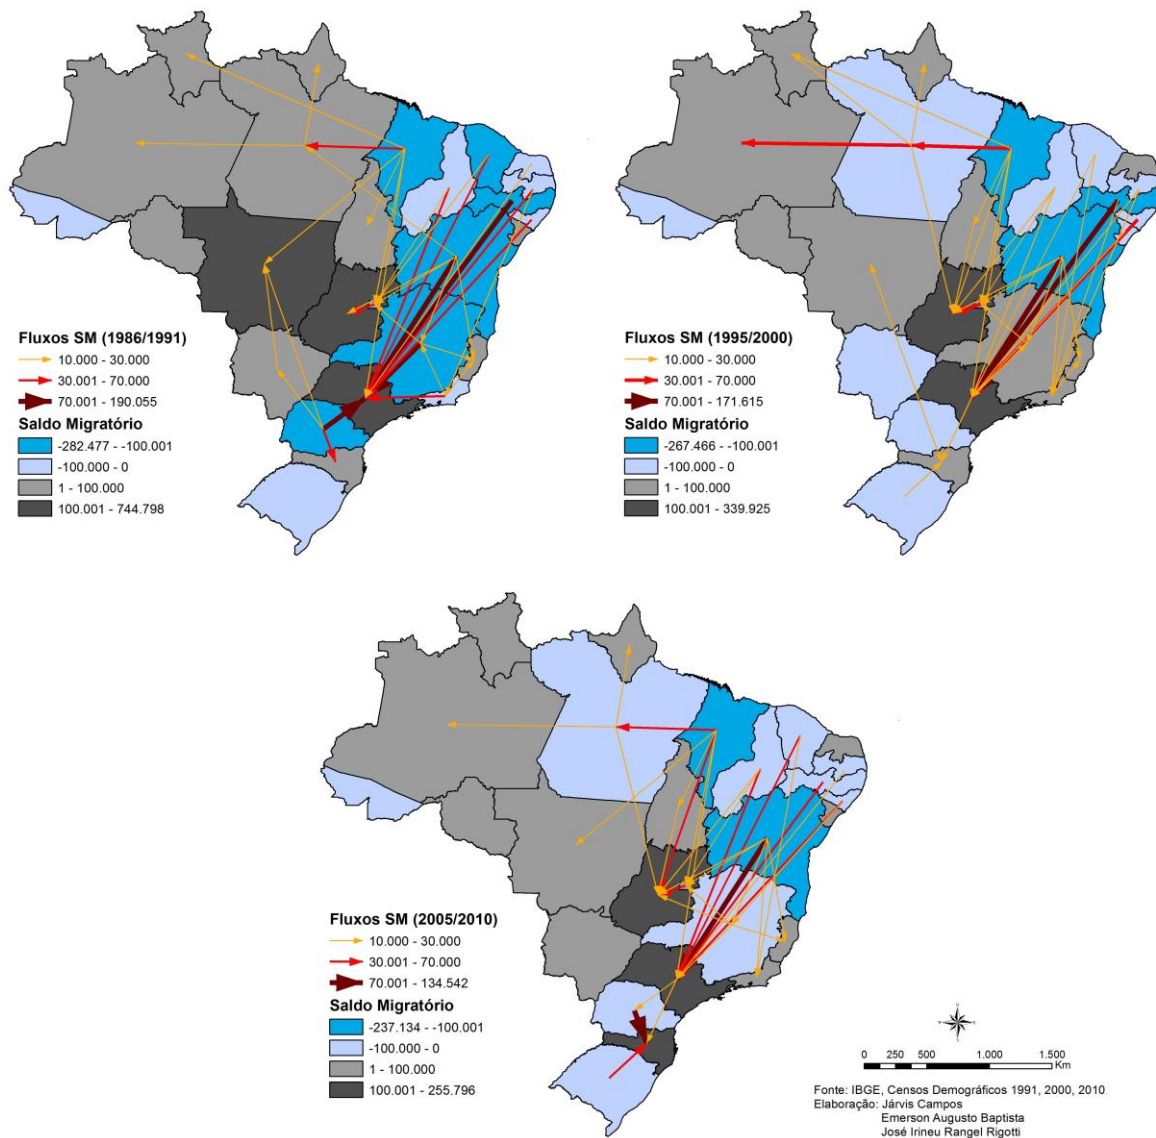 Fluxos SM (1986/1991)
10.000 - 30.000
30.001 - 70.000
70.001 - 190.055
Saldo Migratório
-282.477 - -100.001
-100.000 - 0
1 - 100.000
100.001 - 744.798
Fluxos SM (1995/2000)
10.000 - 30.000
30.001 - 70.000
70.001 - 171.615
Saldo Migratório
-267.466 - -100.001
-100.000 - 0
1 - 100.000
100.001 - 339.925
Fluxos SM (2005/2010)
10.000 - 30.000
30.001 - 70.000
70.001 - 134.542
Saldo Migratório
-237.134 - -100.001
-100.000 - 0
1 - 100.000
100.001 - 255.796
0 250 500 1.000 1.500
Km
Fonte: IBGE, Censos Demográficos 1991, 2000, 2010
Elaboração: Járvis Campos
Emerson Augusto Baptista
José Irineu Rangel Rigotti